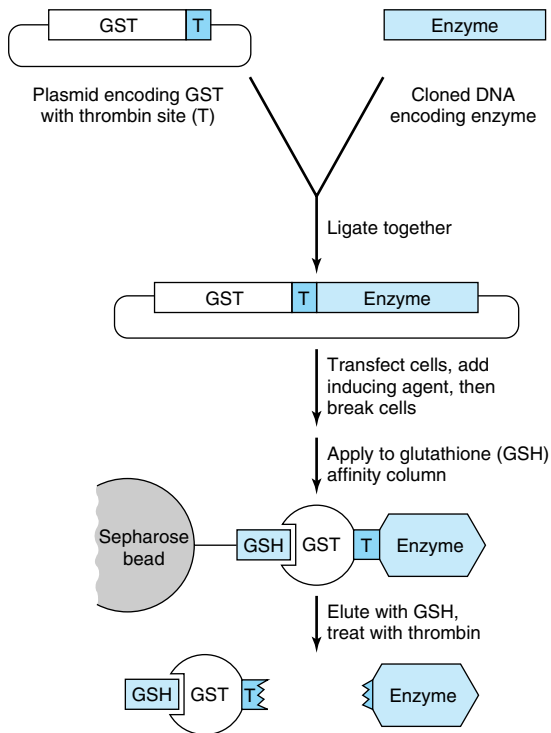 GST
T
Enzyme
Plasmid encoding GST
with thrombin site (T)
Cloned DNA
encoding enzyme
Ligate together
GST
T
Enzyme
Transfect cells, add
inducing agent, then
break cells
Apply to glutathione (GSH)
affinity column
Sepharose
bead
GSH
GST
T
Enzyme
Elute with GSH,
treat with thrombin
GSH
GST
T
Enzyme